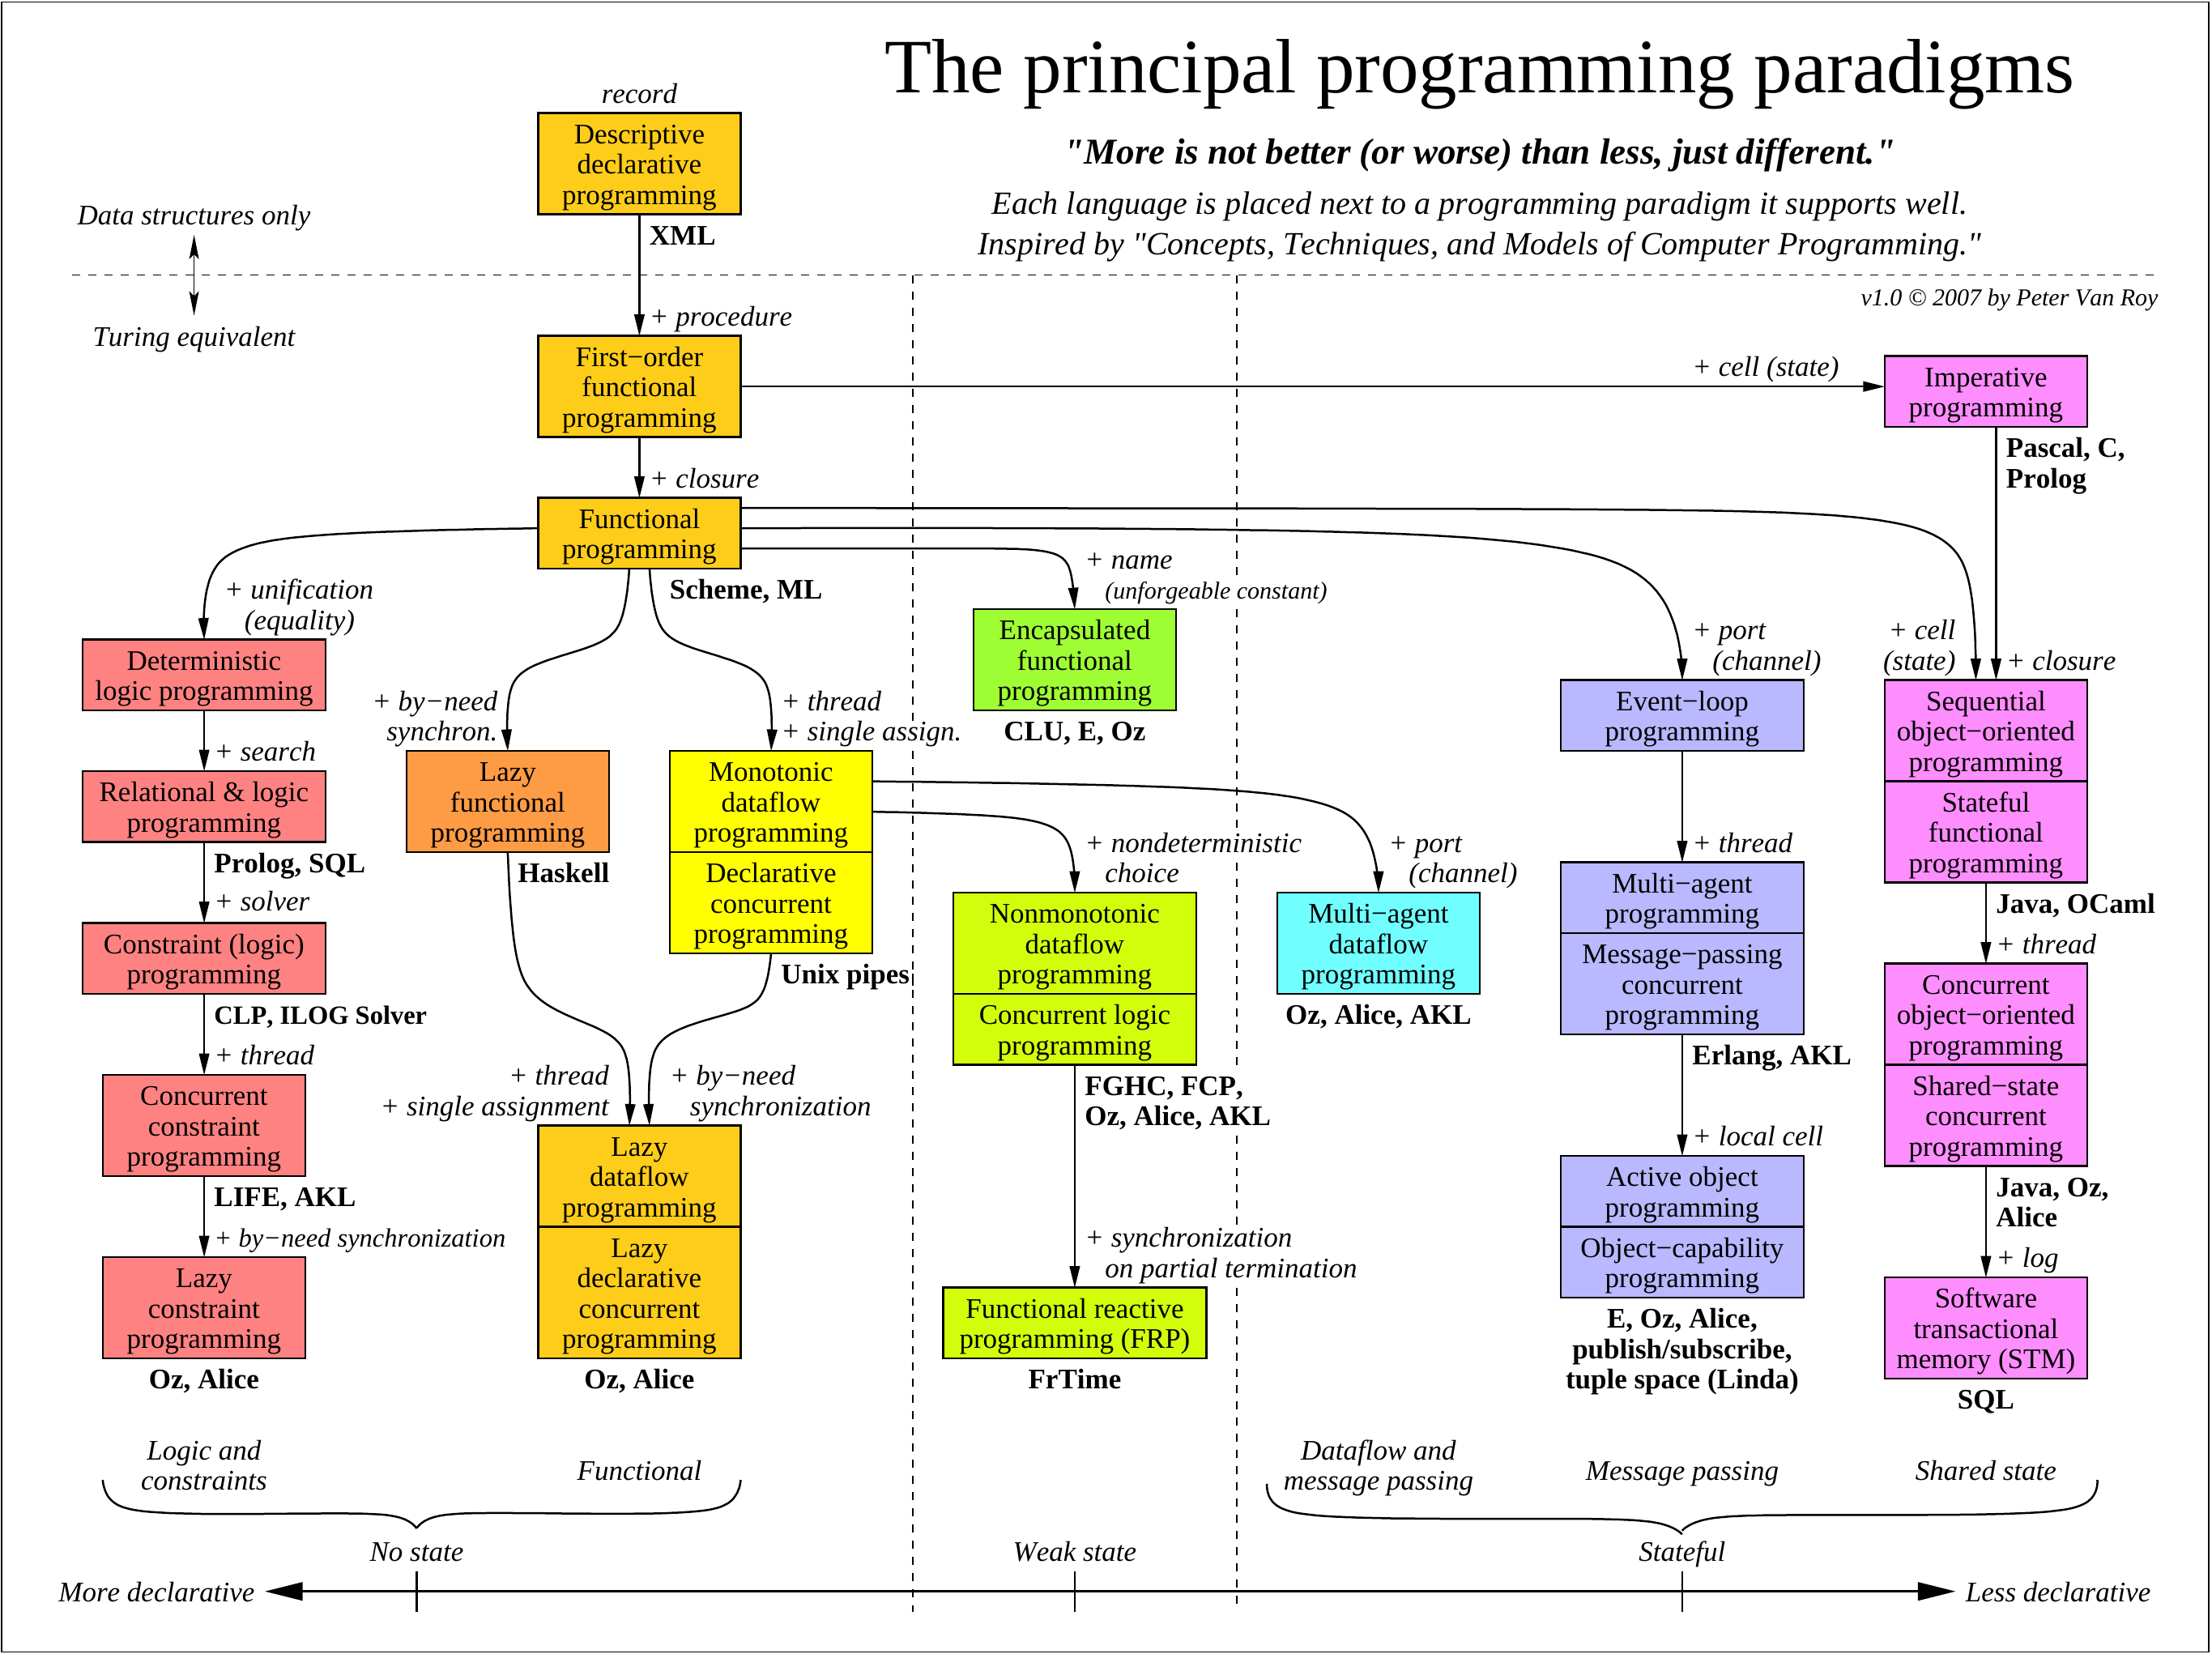 The principal programming paradigms
"More is not better (or worse) than less, just different."
Each language is placed next to a programming paradigm it supports well.
Inspired by "Concepts, Techniques, and Models of Computer Programming."
v1.0 © 2007 by Peter Van Roy
record
Descriptive
declarative
programming
XML
Data structures only
Turing equivalent
+ procedure
First−order
functional
programming
+ cell (state)
Imperative
programming
Pascal, C,
Prolog
+ closure
Functional
programming
Scheme, ML
+ unification
(equality)
Deterministic
logic programming
+ search
Relational & logic
programming
Prolog, SQL
+ solver
Constraint (logic)
programming
CLP, ILOG Solver
+ thread
Concurrent
constraint
programming
LIFE, AKL
+ by−need synchronization
Lazy
constraint
programming
Oz, Alice
+ by−need
synchron.
Lazy
functional
programming
Haskell
+ thread
+ single assign.
Monotonic
dataflow
programming
Declarative
concurrent
programming
Unix pipes
+ thread
+ single assignment
+ by−need
synchronization
Lazy
dataflow
programming
Lazy
declarative
concurrent
programming
Oz, Alice
+ name
(unforgeable constant)
Encapsulated
functional
programming
CLU, E, Oz
+ nondeterministic
choice
Nonmonotonic
dataflow
programming
Concurrent logic
programming
FGHC, FCP,
Oz, Alice, AKL
+ synchronization
on partial termination
Functional reactive
programming (FRP)
FrTime
+ port
(channel)
Multi−agent
dataflow
programming
Oz, Alice, AKL
+ port
(channel)
Event−loop
programming
+ thread
Multi−agent
programming
Message−passing
concurrent
programming
Erlang, AKL
+ local cell
Active object
programming
Object−capability
programming
E, Oz, Alice,
publish/subscribe,
tuple space (Linda)
+ cell
(state)
+ closure
Sequential
object−oriented
programming
Stateful
functional
programming
Java, OCaml
+ thread
Concurrent
object−oriented
programming
Shared−state
concurrent
programming
Java, Oz,
Alice
+ log
Software
transactional
memory (STM)
SQL
Logic and
constraints
Functional
Dataflow and
message passing
Message passing
Shared state
No state
Weak state
Stateful
More declarative
Less declarative